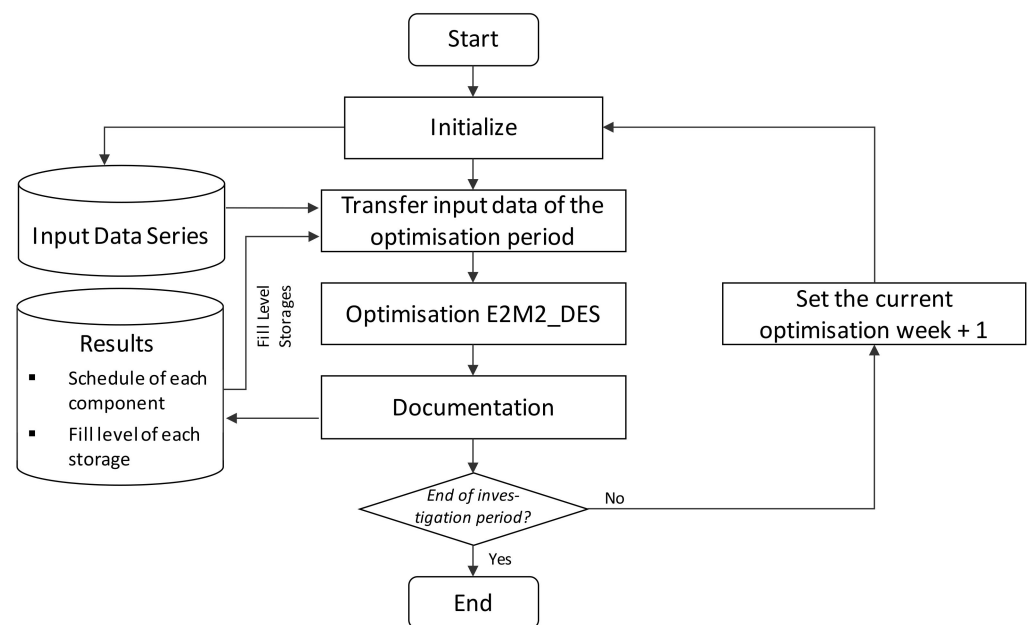 Start
Initialize
Transfer input data of the
optimisation period
Input Data Series
Fill Level
Storages
Optimisation E2M2_DES
Set the current
optimisation week + 1
Results
▪ Schedule of each
component
▪ Fill level of each
storage
Documentation
End of inves-
tigation period?
No
Yes
End